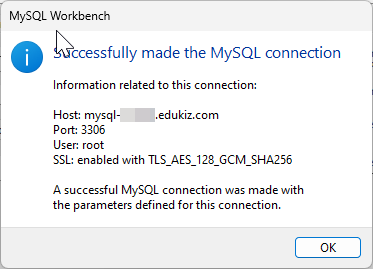 MySQL Workbench
Successfully made the MySQL connection
Information related to this connection:
Host: mysql- .edukiz.com
Port: 3306
User: root
SSL: enabled with TLS_AES_128_GCM_SHA256
A successful MySQL connection was made with
the parameters defined for this connection.
OK